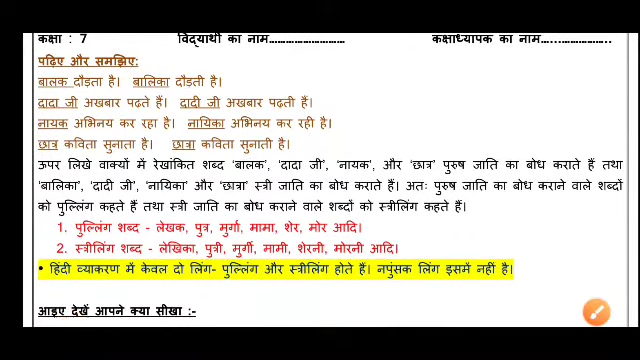 कक्षा : 7 विद्यार्थी का नाम........................... कक्षाध्यापक का नाम.....................
पढ़िए और समझिए:
बालक दौड़ता है। बालिका दौडती है।
दादा जी अखबार पढते हैं। दादी जी अखबार पढ़ती हैं।
नायक अभिनय कर रहा है। नायिका अभिनय कर रही है।
छात्र कविता सुनाता है। छात्रा कविता सुनाती है।
ऊपर लिखे वाक्यों में रेखांकित शब्द 'बालक', 'दादा जी', 'नायक', और 'छात्र' पुरुष जाति का बोध कराते हैं तथा
'बालिका', 'दादी जी', 'नायिका' और 'छात्रा' स्त्री जाति का बोध कराते हैं। अतः पुरुष जाति का बोध कराने वाले शब्दों
को पुल्लिंग कहते हैं तथा स्त्री जाति का बोध कराने वाले शब्दों को स्त्रीलिंग कहते हैं।
1. पुल्लिंग शब्द - लेखक, पुत्र, मुर्गा, मामा, शेर, मोर आदि।
2. स्त्रीलिंग शब्द - लेखिका, पुत्री, मुर्गी, मामी, शेरनी, मोरनी आदि।
• हिंदी व्याकरण में केवल दो लिंग- पुल्लिंग और स्त्रीलिंग होते हैं। नपुंसक लिंग इसमें नहीं है।
आइए देखें आपने क्या सीखा :-